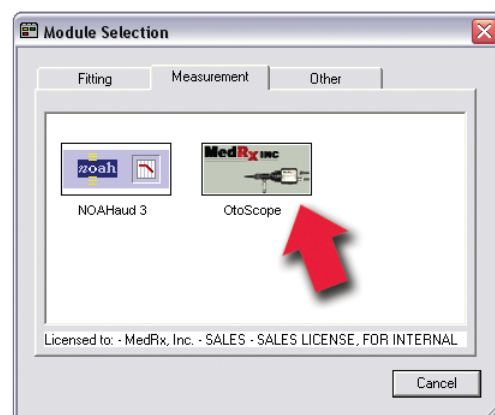 Module Selection
Fitting Measurement Other
noah MedRx INC
NOAHaud 3 OtoScope
Licensed to: - MedRx, Inc. - SALES - SALES LICENSE, FOR INTERNAL
Cancel